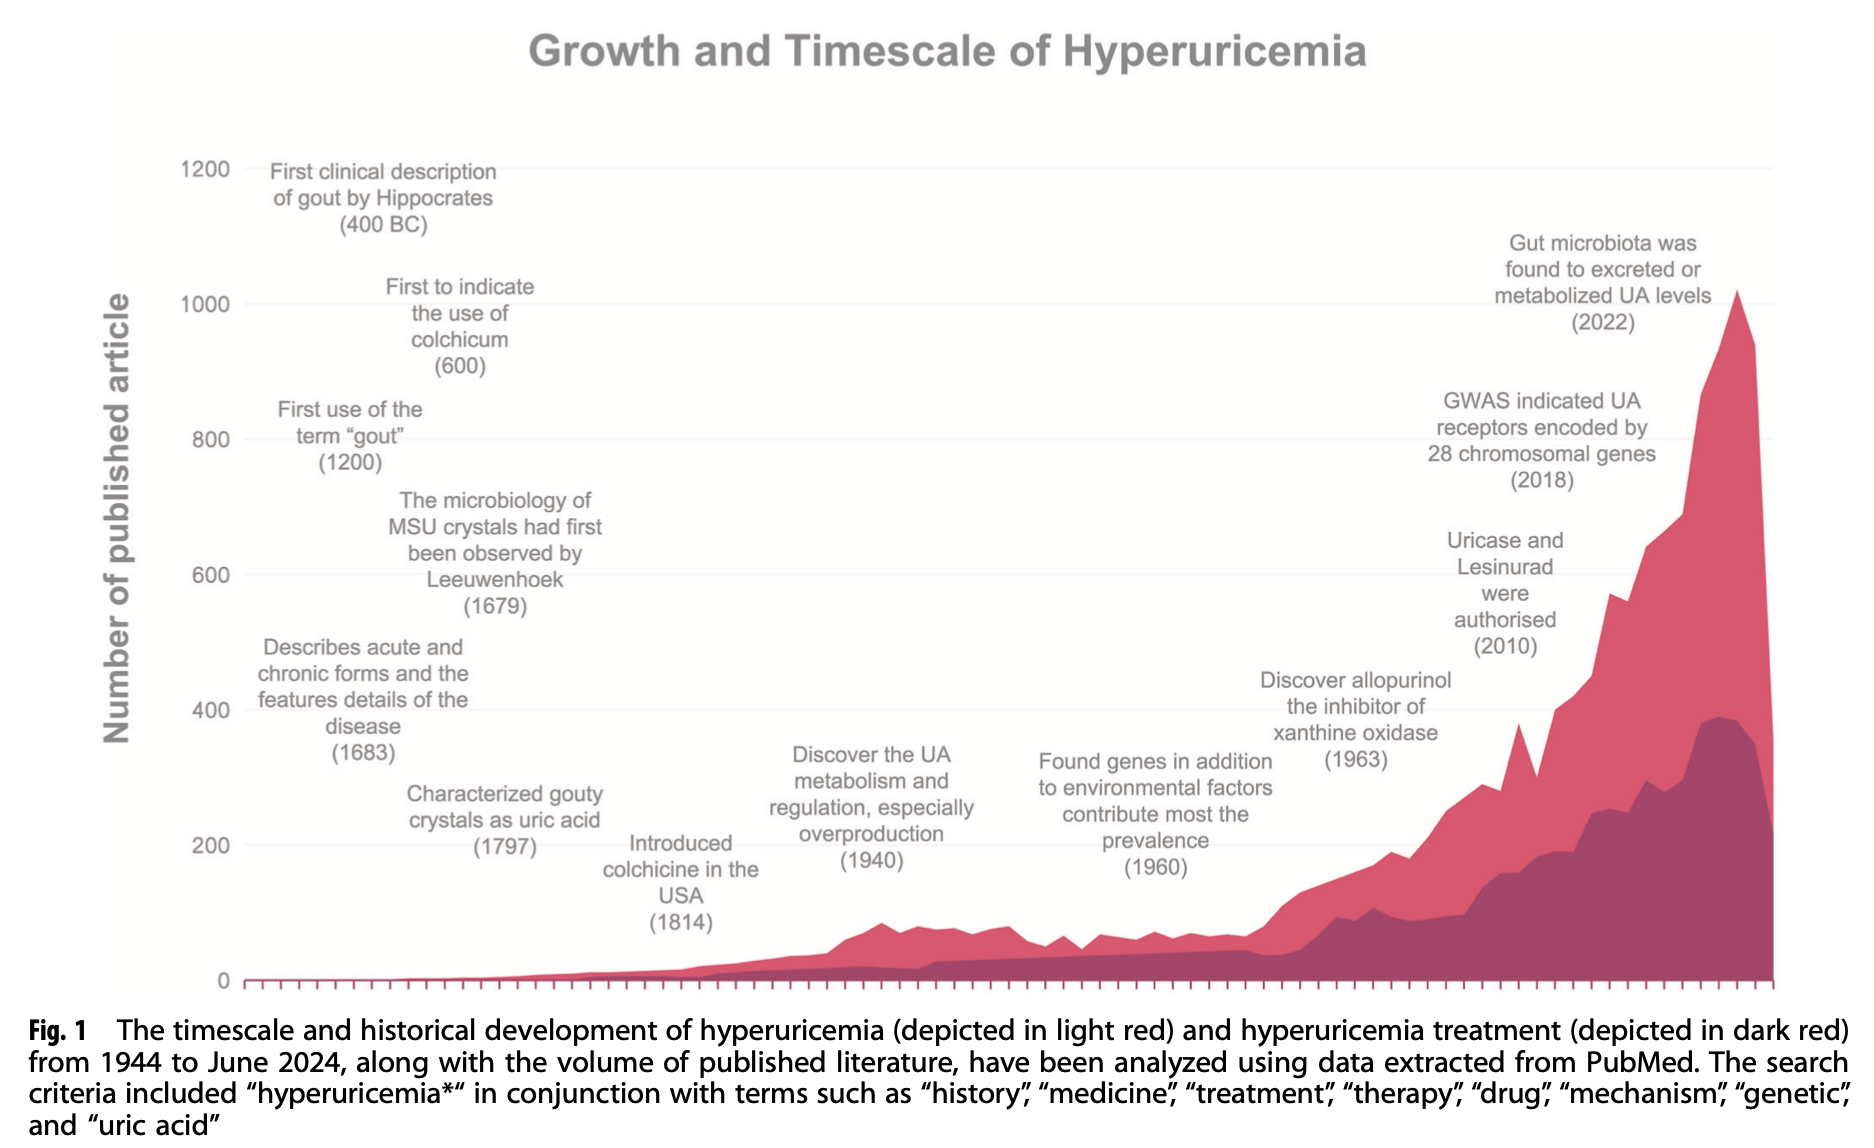 Growth and Timescale of Hyperuricemia
Number of published article
1200
1000
800
600
400
200
0
First clinical description
of gout by Hippocrates
(400 BC)
First to indicate
the use of
colchicum
(600)
First use of the
term “gout”
(1200)
The microbiology of
MSU crystals had first
been observed by
Leeuwenhoek
(1679)
Describes acute and
chronic forms and the
features details of the
disease
(1683)
Characterized gouty
crystals as uric acid
(1797)
Introduced
colchicine in the
USA
(1814)
Discover the UA
metabolism and
regulation, especially
overproduction
(1940)
Found genes in addition
to environmental factors
contribute most the
prevalence
(1960)
Discover allopurinol
the inhibitor of
xanthine oxidase
(1963)
Uricase and
Lesinurad
were
authorised
(2010)
GWAS indicated UA
receptors encoded by
28 chromosomal genes
(2018)
Gut microbiota was
found to excreted or
metabolized UA levels
(2022)
Fig. 1 The timescale and historical development of hyperuricemia (depicted in light red) and hyperuricemia treatment (depicted in dark red)
from 1944 to June 2024, along with the volume of published literature, have been analyzed using data extracted from PubMed. The search
criteria included “hyperuricemia*“ in conjunction with terms such as “history”, “medicine”, “treatment”, “therapy”, “drug”, “mechanism”, “genetic”,
and “uric acid”